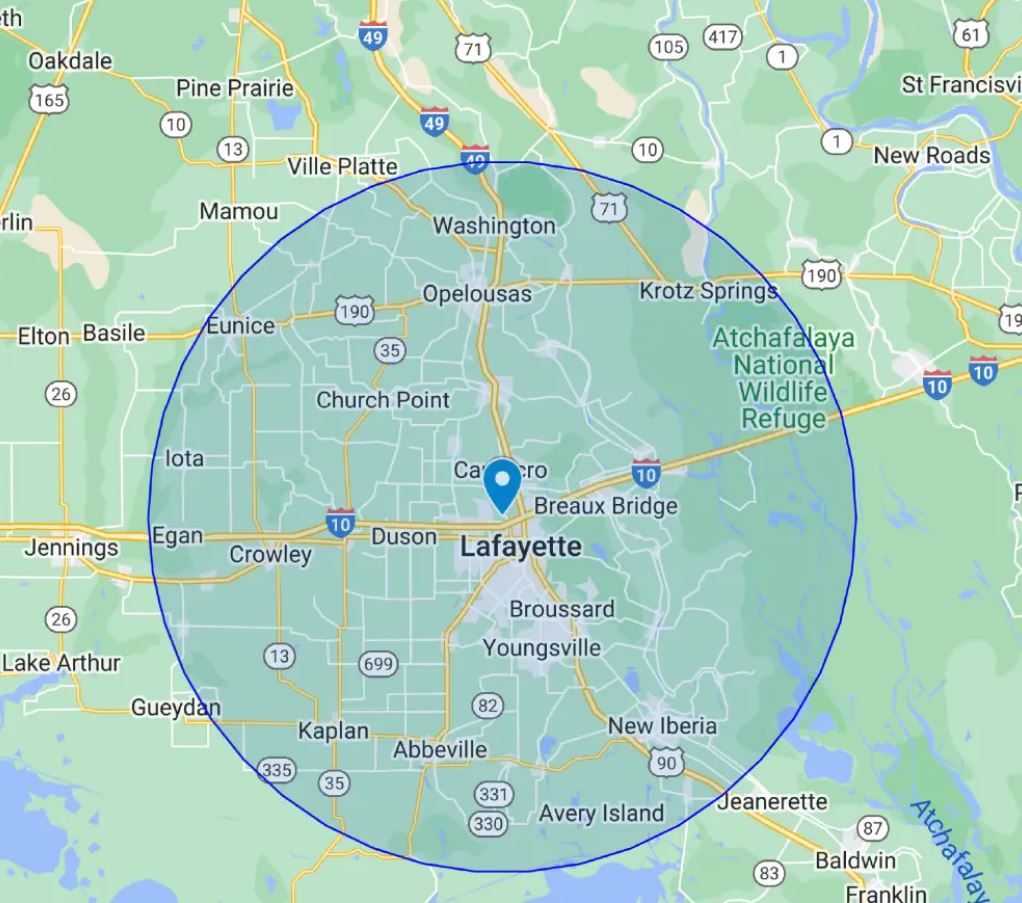 eth
Oakdale
165
10
13
Pine Prairie
49
71
105
417
1
61
St Francisvi
49
49
10
1
New Roads
Ville Platte
rlin
Mamou
Washington
71
190
Krotz Springs
Opelousas
190
19
Elton
Basile
Eunice
35
Atchafalaya
National
Wildlife
Refuge
10
10
26
Church Point
Iota
10
Breaux Bridge
Egan
10
Duson
Lafayette
Jennings
Crowley
26
Broussard
Youngsville
13
699
Lake Arthur
Gueydan
82
Kaplan
New Iberia
Abbeville
90
335
35
331
330
Avery Island
Jeanerette
87
Baldwin
83
Franklin
Atchafalay